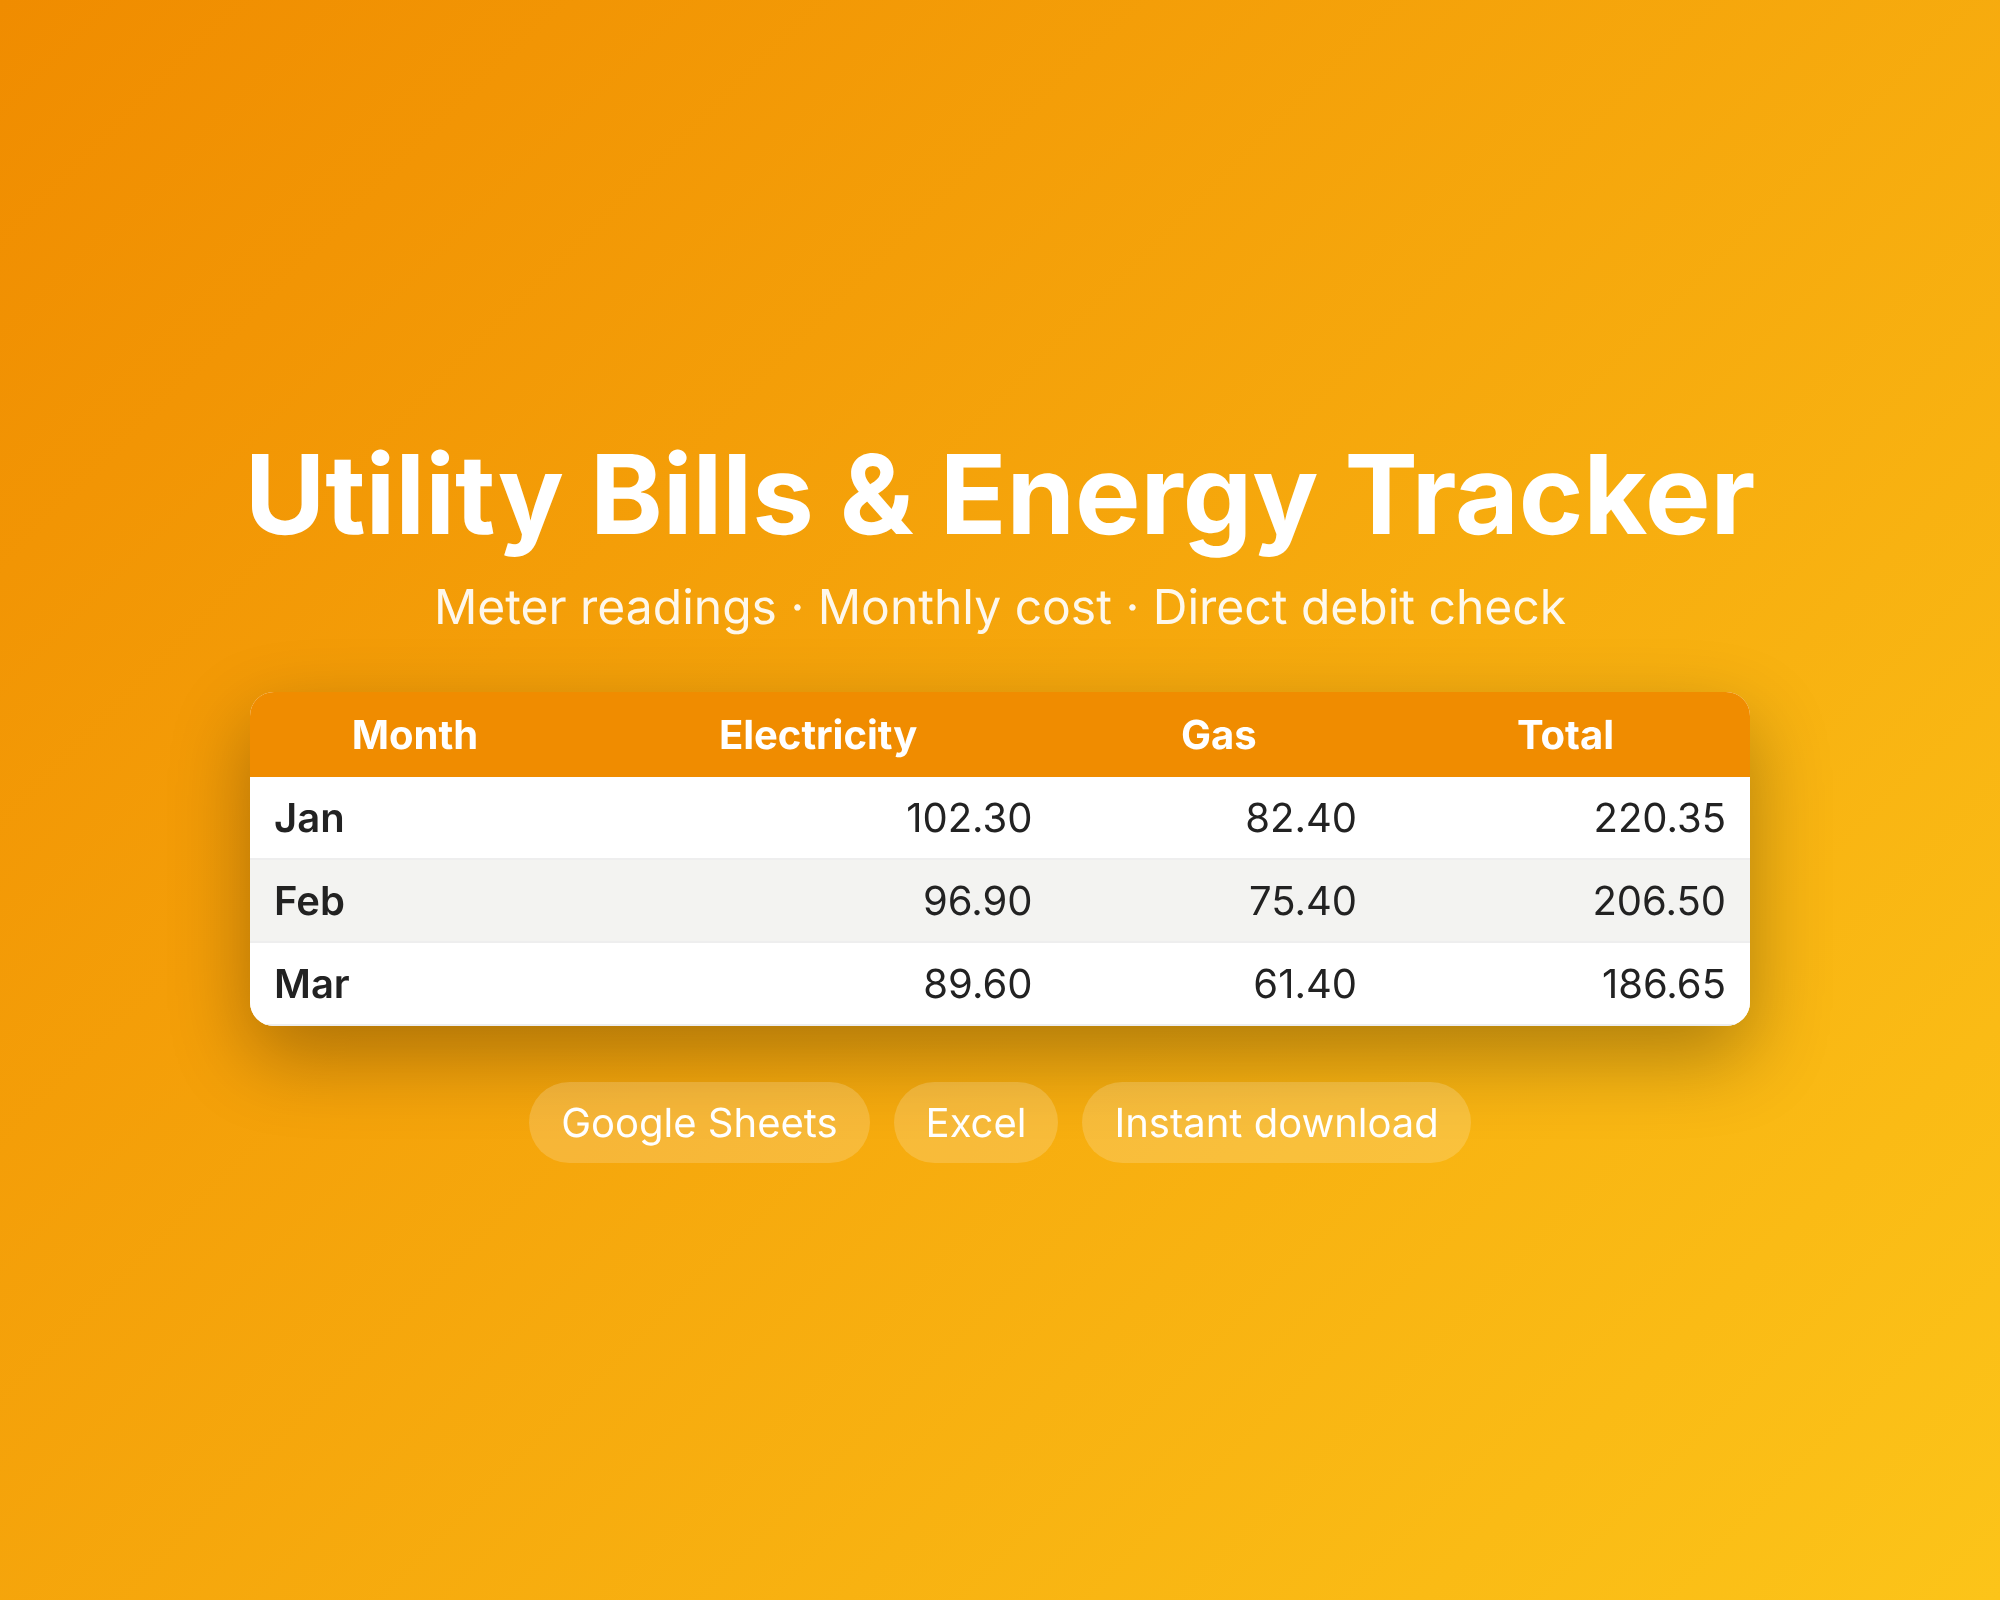 Utility Bills & Energy Tracker
Meter readings · Monthly cost · Direct debit check
Month Electricity Gas Total
Jan 102.30 82.40 220.35
Feb 96.90 75.40 206.50
Mar 89.60 61.40 186.65
Google Sheets Excel Instant download